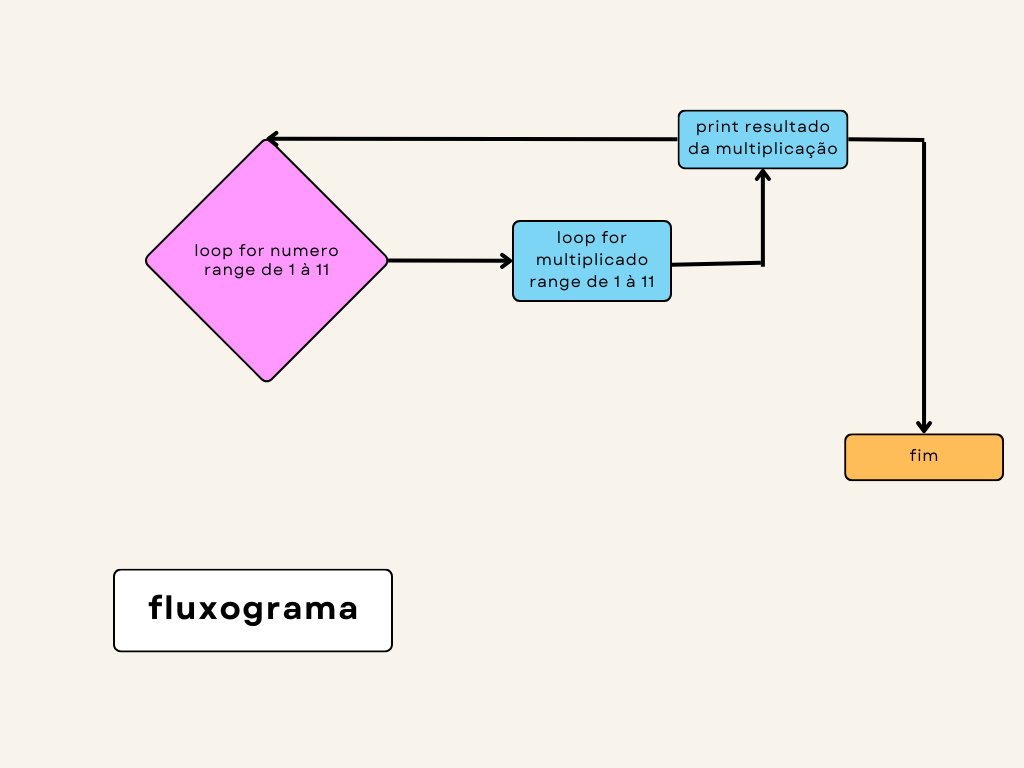 print resultado
da multiplicação
loop for numero
range de 1 à 11
loop for
multiplicado
range de 1 à 11
fim
fluxograma